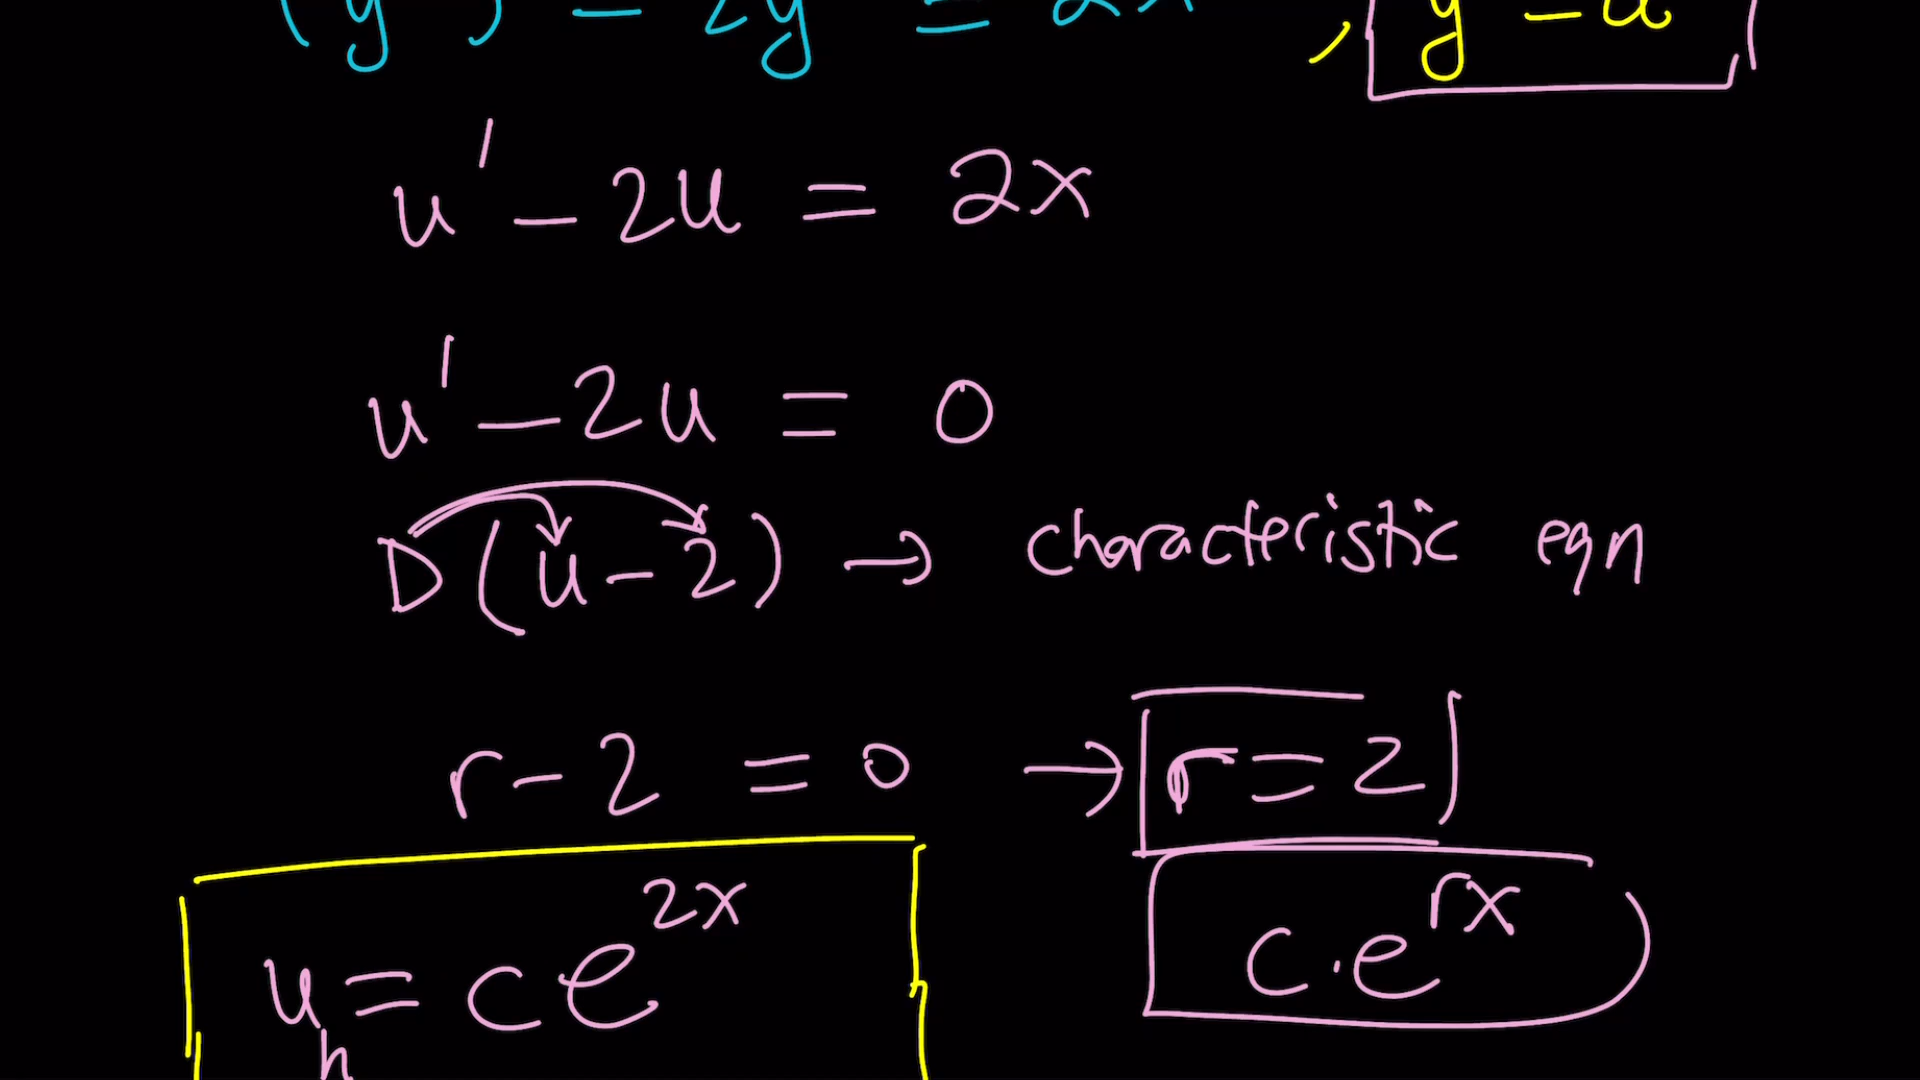 u' - 2u = 2x
u' - 2u = 0
D(u - 2) → characteristic eqn
r - 2 = 0 → r = 2
u_h = ce^{2x}
c·e^{rx}